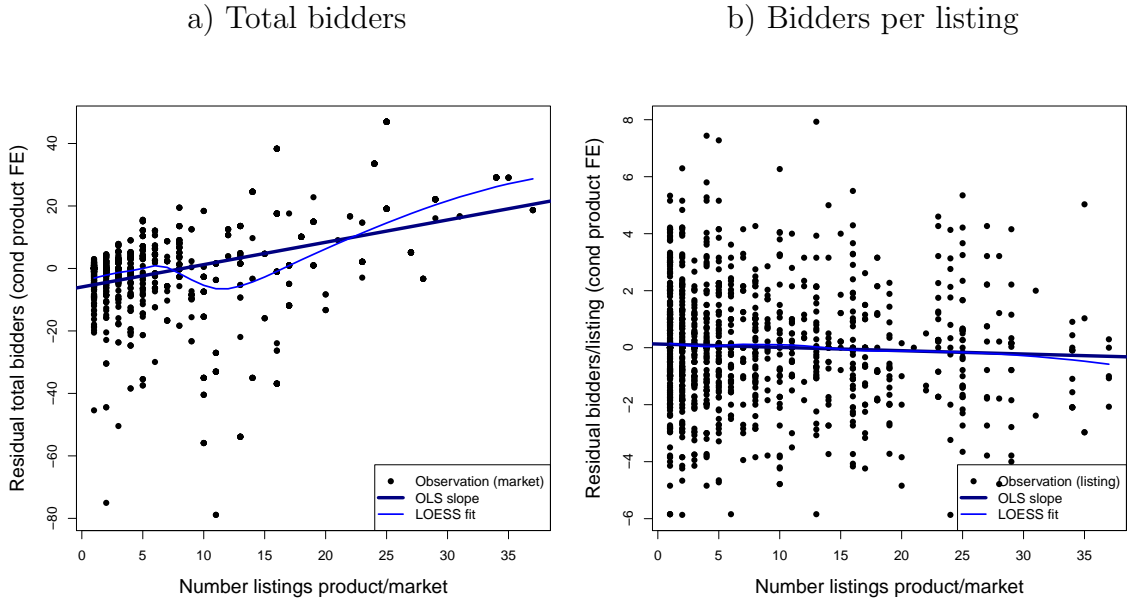 a) Total bidders
Residual total bidders (cond product FE)
40
20
0
−20
−40
−60
−80
Observation (market)
OLS slope
LOESS fit
0 5 10 15 20 25 30 35
Number listings product/market
b) Bidders per listing
Residual bidders/listing (cond product FE)
8
6
4
2
0
−2
−4
−6
Observation (listing)
OLS slope
LOESS fit
0 5 10 15 20 25 30 35
Number listings product/market